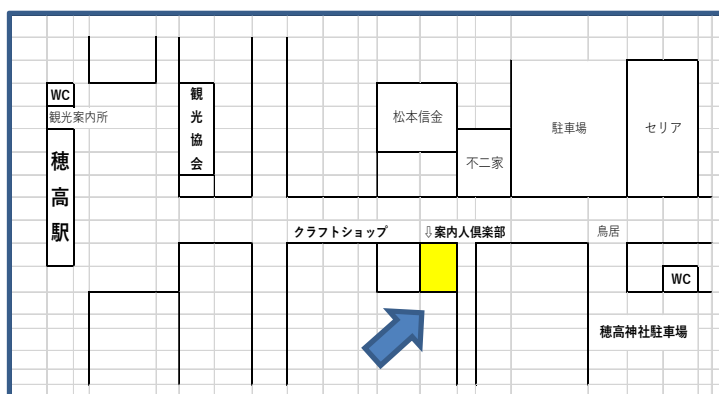 WC
観光案内所
穂高駅
観光協会
松本信金
不二家
駐車場
セリア
クラフトショップ
⇩案内人倶楽部
鳥居
WC
穂高神社駐車場